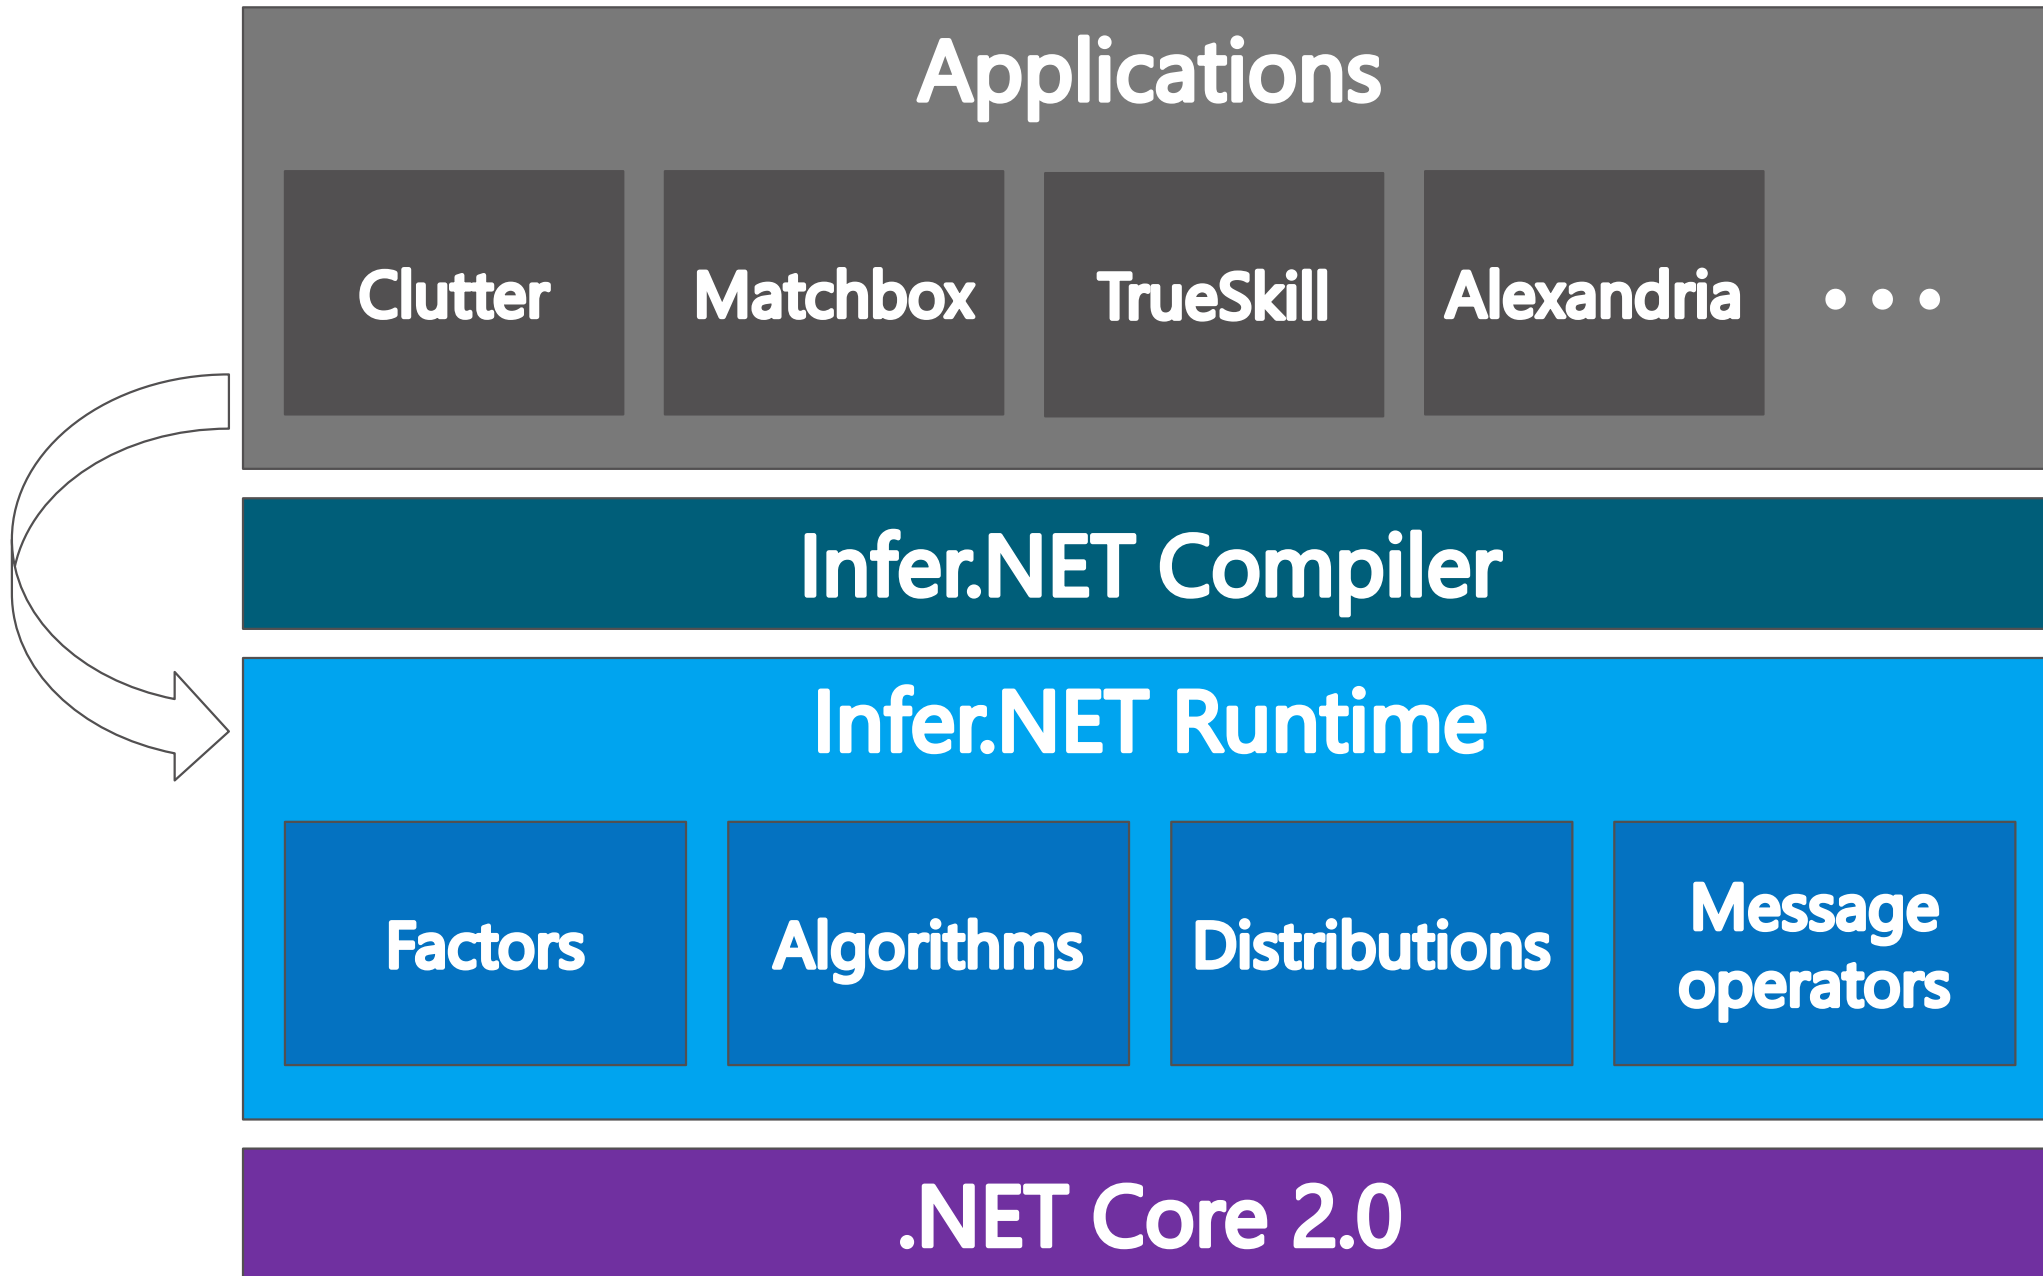 Applications
Clutter
Matchbox
TrueSkill
Alexandria
...
Infer.NET Compiler
Infer.NET Runtime
Factors
Algorithms
Distributions
Message
operators
.NET Core 2.0